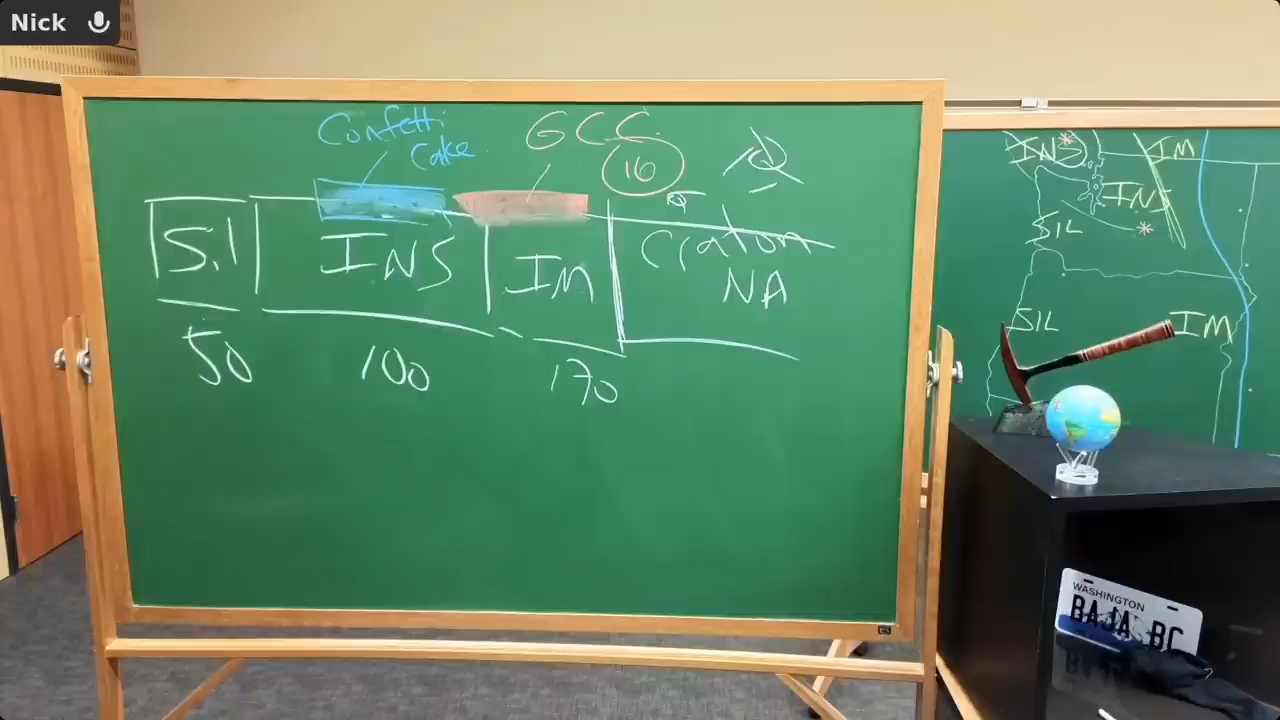 Nick
Confetti
Cake
GCC
16
S.I
INS
IM
Craton
NA
50
100
170
INS
IM
INS
SIL
SIL
IM
WASHINGTON
BAJA BC